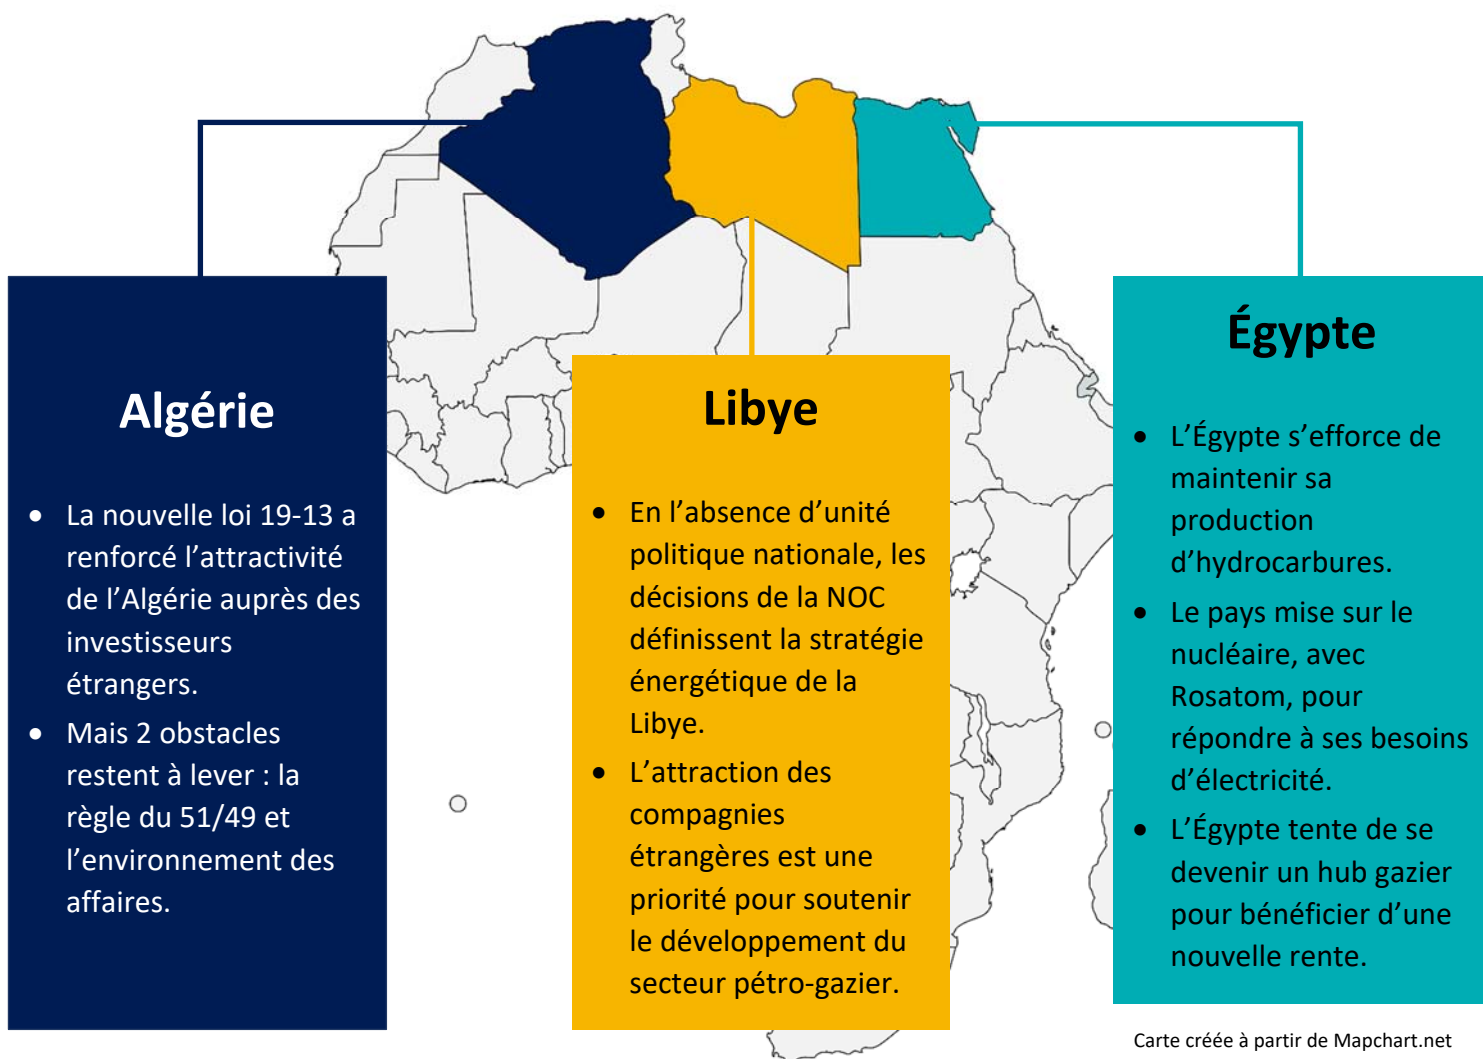 Algérie
• La nouvelle loi 19-13 a
renforcé l’attractivité
de l’Algérie auprès des
investisseurs
étrangers.
• Mais 2 obstacles
restent à lever : la
règle du 51/49 et
l’environnement des
affaires.
Libye
• En l’absence d’unité
politique nationale, les
décisions de la NOC
définissent la stratégie
énergétique de la
Libye.
• L’attraction des
compagnies
étrangères est une
priorité pour soutenir
le développement du
secteur pétro-gazier.
Égypte
• L’Égypte s’efforce de
maintenir sa
production
d’hydrocarbures.
• Le pays mise sur le
nucléaire, avec
Rosatom, pour
répondre à ses besoins
d’électricité.
• L’Égypte tente de se
devenir un hub gazier
pour bénéficier d’une
nouvelle rente.
Carte créée à partir de Mapchart.net